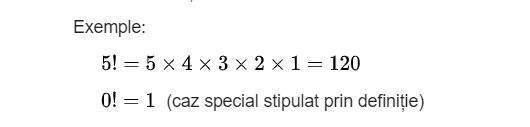 Exemple:
5! = 5 × 4 × 3 × 2 × 1 = 120
0! = 1 (caz special stipulat prin definiție)